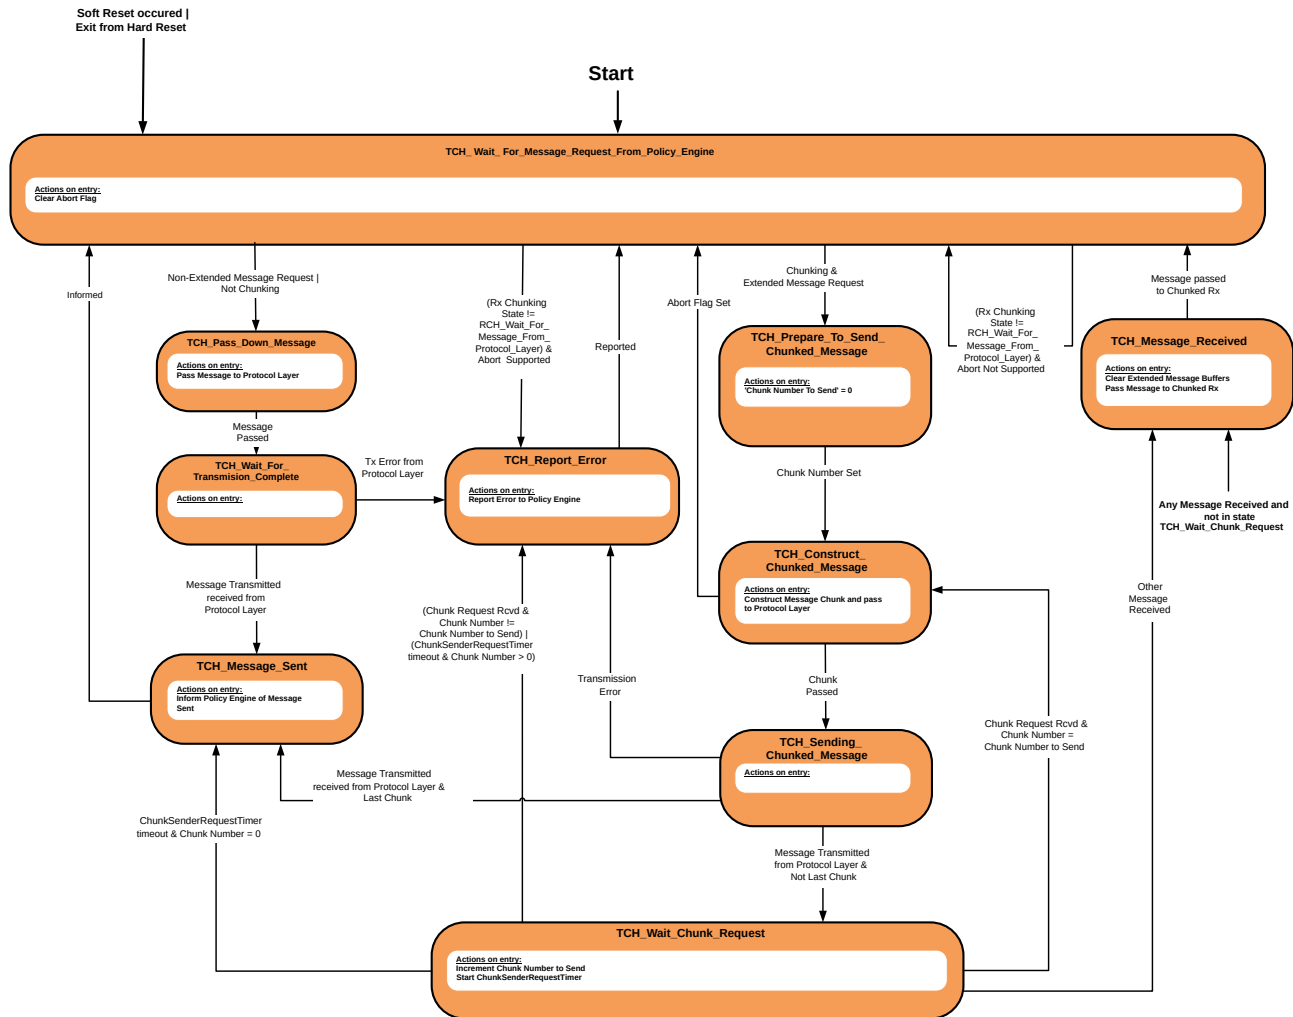 Soft Reset occured |
Exit from Hard Reset
Start
TCH_ Wait_ For_Message_Request_From_Policy_Engine
Actions on entry:
Clear Abort Flag
Informed
Non-Extended Message Request |
Not Chunking
(Rx Chunking
State !=
RCH_Wait_For_
Message_From_
Protocol_Layer) &
Abort Supported
Reported
Abort Flag Set
Chunking &
Extended Message Request
(Rx Chunking
State !=
RCH_Wait_For_
Message_From_
Protocol_Layer) &
Abort Not Supported
Message passed
to Chunked Rx
TCH_Pass_Down_Message
Actions on entry:
Pass Message to Protocol Layer
TCH_Prepare_To_Send_
Chunked_Message
Actions on entry:
'Chunk Number To Send' = 0
TCH_Message_Received
Actions on entry:
Clear Extended Message Buffers
Pass Message to Chunked Rx
Message
Passed
TCH_Wait_For_
Transmision_Complete
Actions on entry:
Tx Error from
Protocol Layer
TCH_Report_Error
Actions on entry:
Report Error to Policy Engine
Chunk Number Set
Any Message Received and
not in state
TCH_Wait_Chunk_Request
TCH_Construct_
Chunked_Message
Actions on entry:
Construct Message Chunk and pass
to Protocol Layer
Message Transmitted
received from
Protocol Layer
(Chunk Request Rcvd &
Chunk Number !=
Chunk Number to Send) |
(ChunkSenderRequestTimer
timeout & Chunk Number > 0)
Other
Message
Received
TCH_Message_Sent
Actions on entry:
Inform Policy Engine of Message
Sent
Transmission
Error
Chunk
Passed
Chunk Request Rcvd &
Chunk Number =
Chunk Number to Send
TCH_Sending_
Chunked_Message
Actions on entry:
Message Transmitted
received from Protocol Layer &
Last Chunk
ChunkSenderRequestTimer
timeout & Chunk Number = 0
Message Transmitted
from Protocol Layer &
Not Last Chunk
TCH_Wait_Chunk_Request
Actions on entry:
Increment Chunk Number to Send
Start ChunkSenderRequestTimer